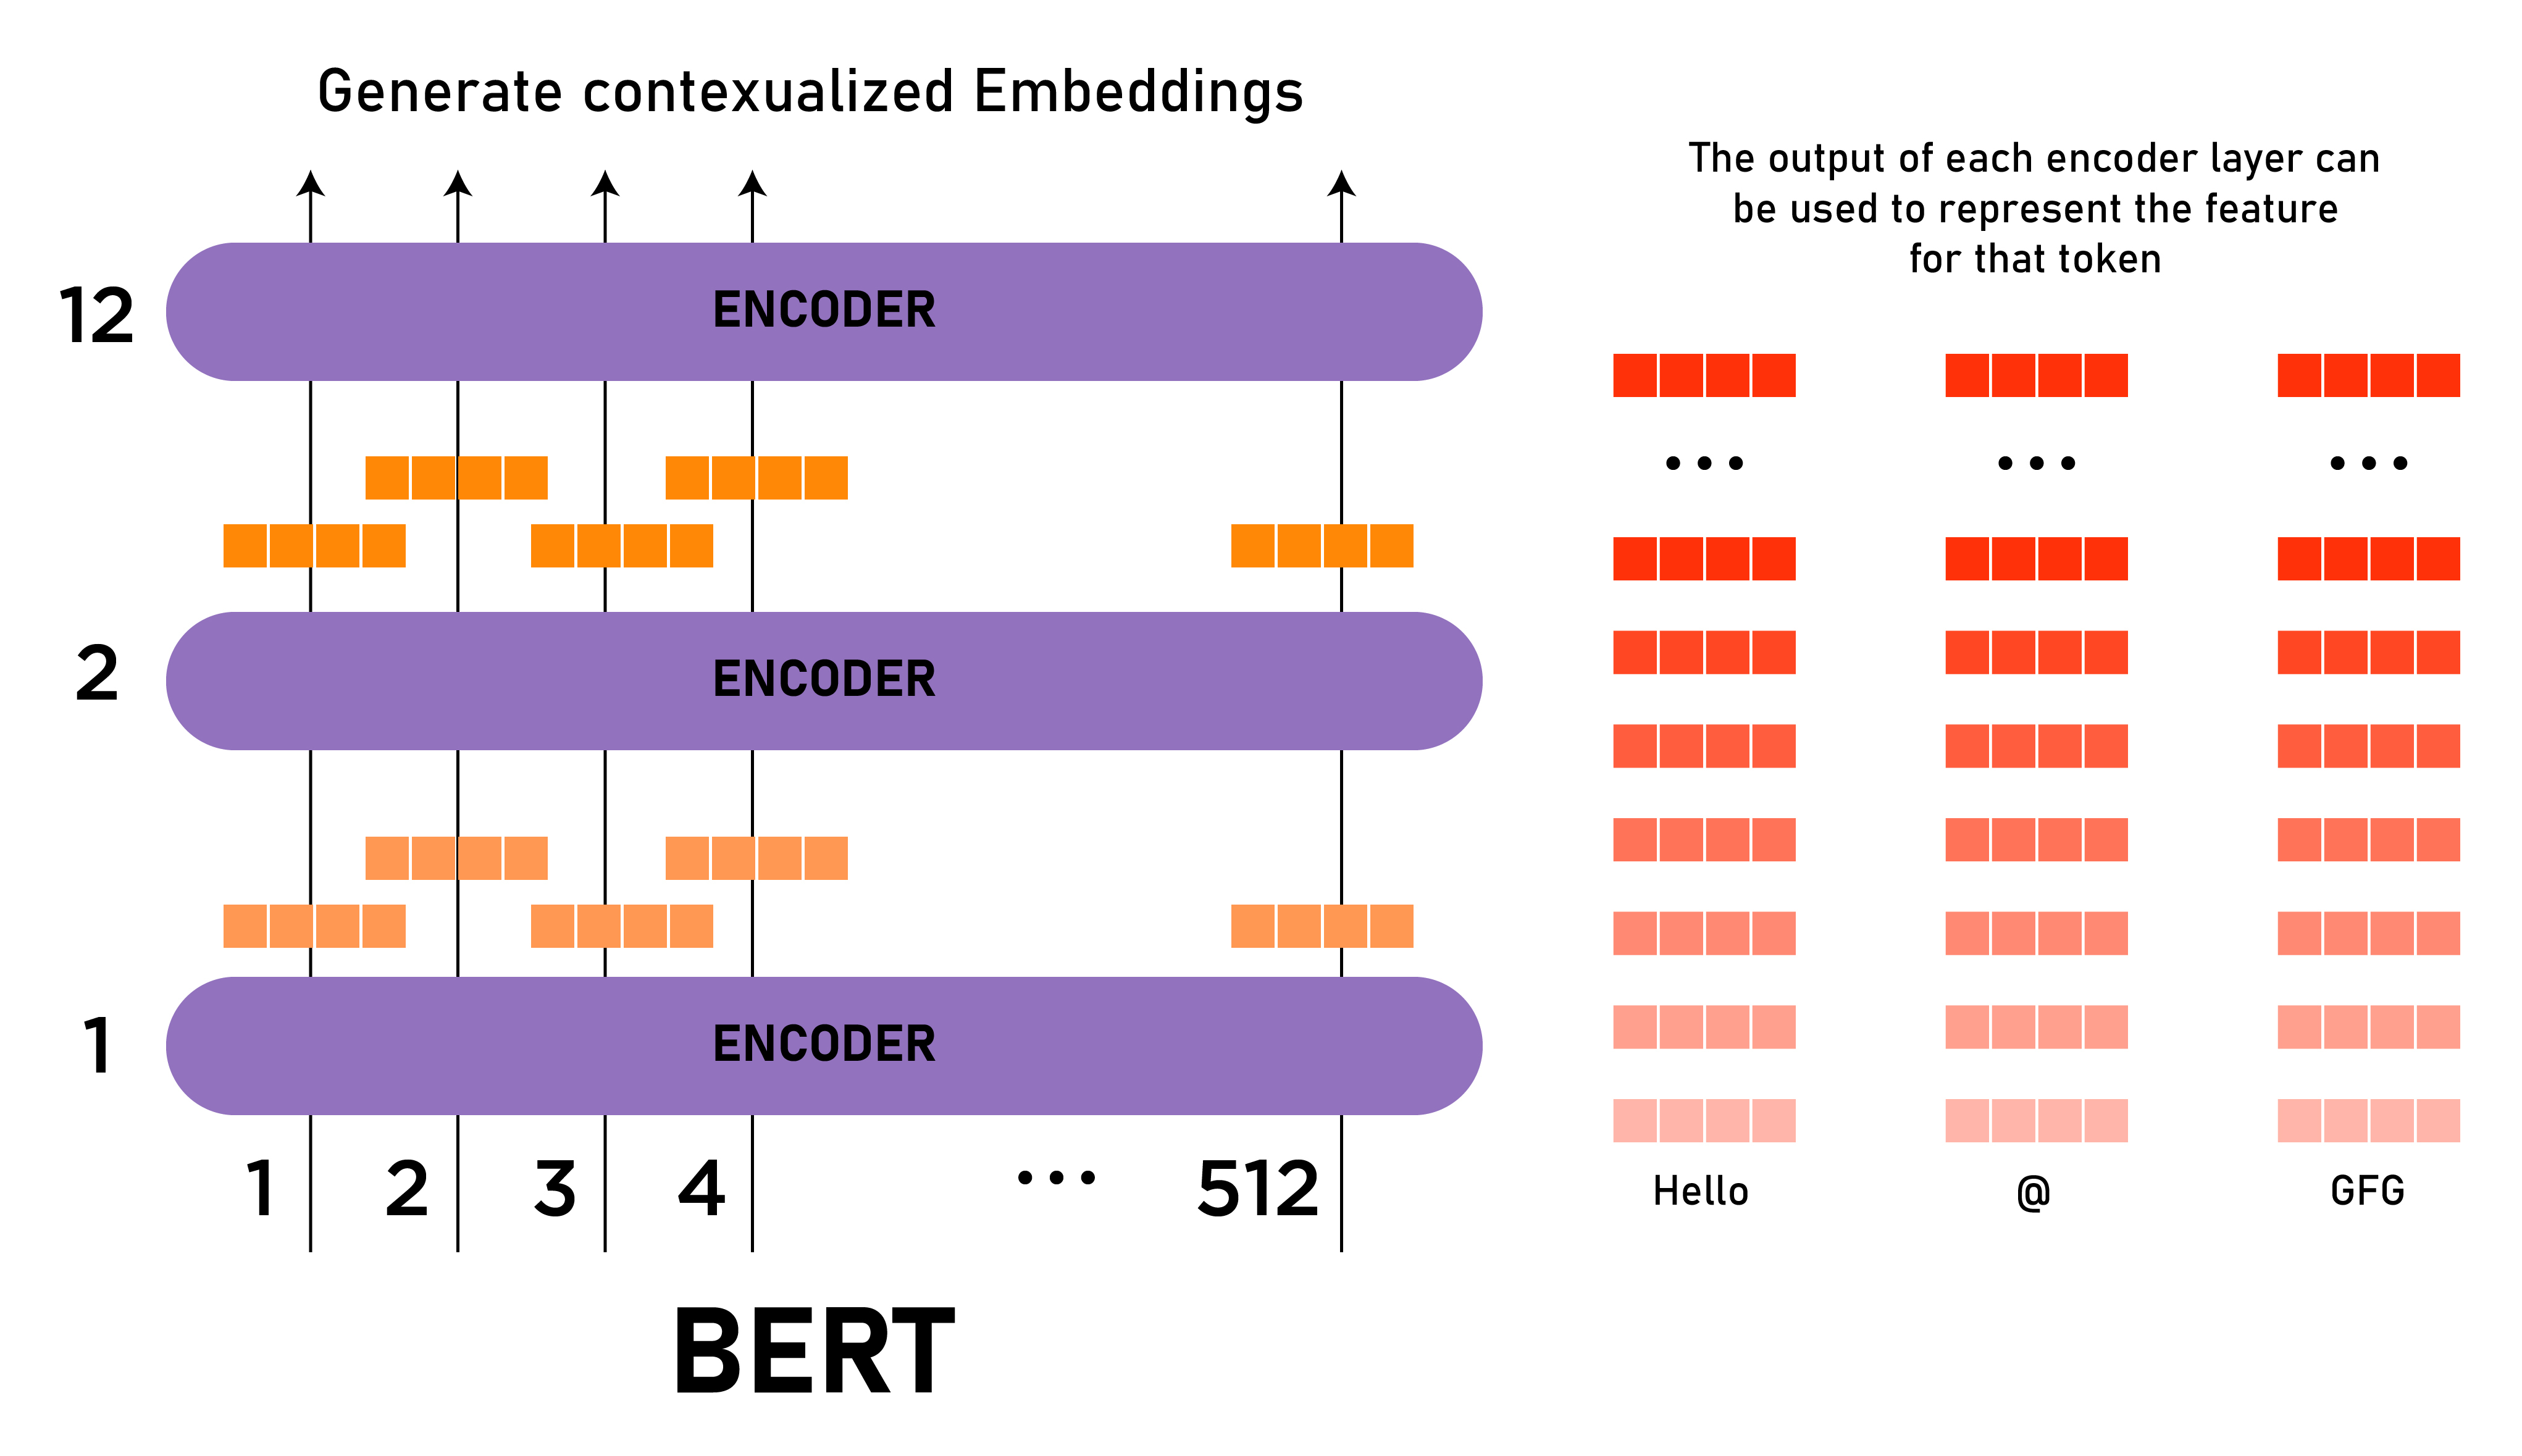 Generate contexualized Embeddings
12
ENCODER
2
ENCODER
1
ENCODER
1 2 3 4 ... 512
BERT
The output of each encoder layer can
be used to represent the feature
for that token
... ... ...
Hello @ GFG